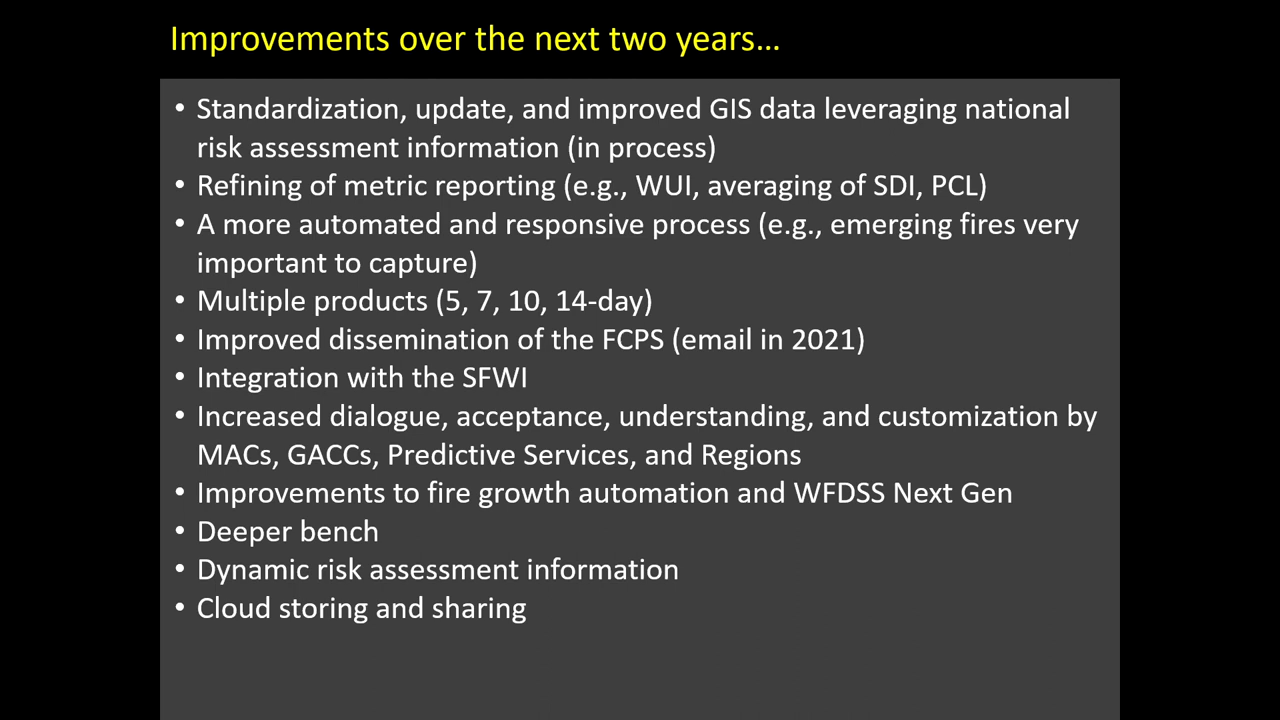 Improvements over the next two years…
• Standardization, update, and improved GIS data leveraging national
risk assessment information (in process)
• Refining of metric reporting (e.g., WUI, averaging of SDI, PCL)
• A more automated and responsive process (e.g., emerging fires very
important to capture)
• Multiple products (5, 7, 10, 14-day)
• Improved dissemination of the FCPS (email in 2021)
• Integration with the SFWI
• Increased dialogue, acceptance, understanding, and customization by
MACs, GACCs, Predictive Services, and Regions
• Improvements to fire growth automation and WFDSS Next Gen
• Deeper bench
• Dynamic risk assessment information
• Cloud storing and sharing